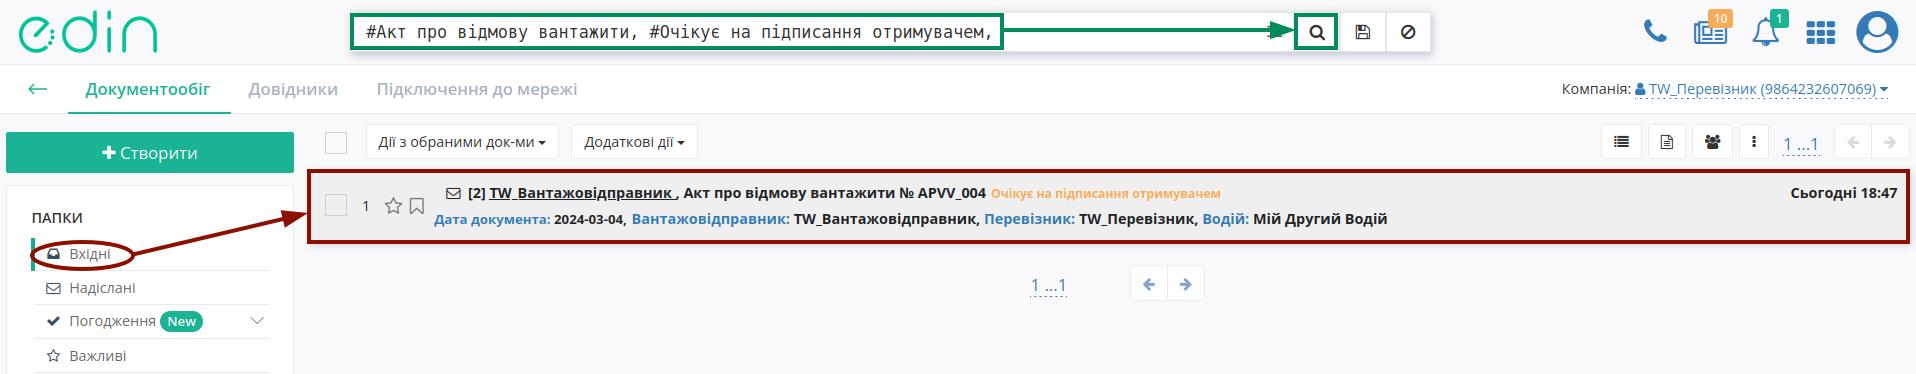 edin
#Акт про відмову вантажити, #Очікує на підписання отримувачем,
10
1
Документообіг
Довідники
Підключення до мережі
Компанія: TW_Перевізник (9864232607069)
Створити
Дії з обраними док-ми
Додаткові дії
1 ...1
ПАПКИ
Вхідні
Надіслані
Погодження New
Важливі
1
[2] TW_Вантажовідправник , Акт про відмову вантажити № APVV_004 Очікує на підписання отримувачем
Сьогодні 18:47
Дата документа: 2024-03-04, Вантажовідправник: TW_Вантажовідправник, Перевізник: TW_Перевізник, Водій: Мій Другий Водій
1 ...1